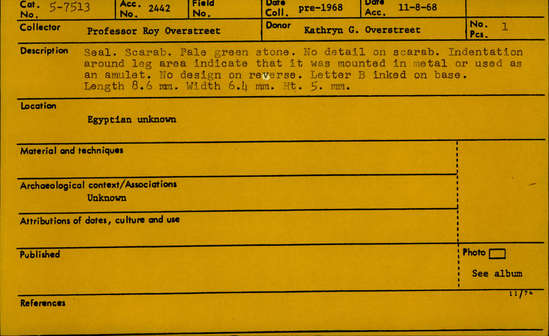 Cat. No. 5-7513 Acc. No. 2442 Field No. Date Coll. pre-1968 Date Acc. 11-8-68
Collector Professor Roy Overstreet Donor Kathryn G. Overstreet No. Pcs. 1
Description Seal. Scarab. Pale green stone. No detail on scarab. Indentation
around leg area indicate that it was mounted in metal or used as
an amulet. No design on reverse. Letter B inked on base.
Length 8.6 mm. Width 6.4 mm. Ht. 5. mm.
Location
Egyptian unknown
Material and techniques
Archaeological context/Associations
Unknown
Attributions of dates, culture and use
Published
Photo
See album
References